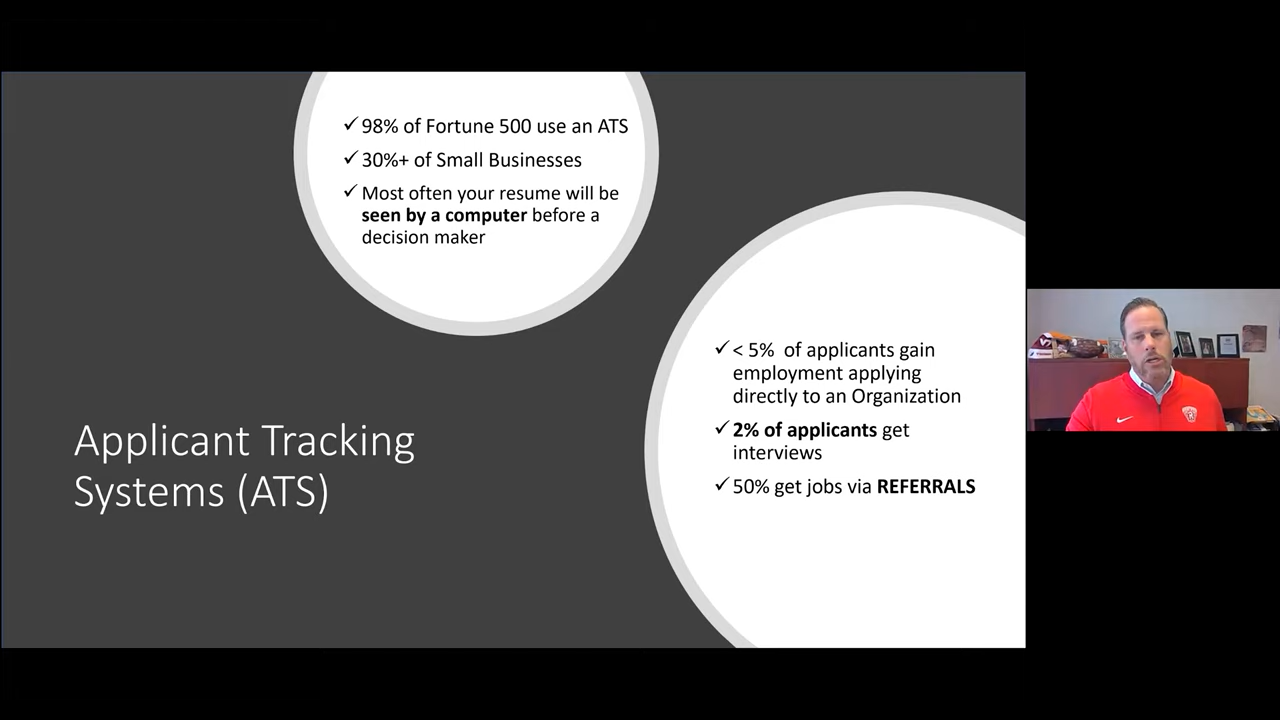 ✓ 98% of Fortune 500 use an ATS
✓ 30%+ of Small Businesses
✓ Most often your resume will be
seen by a computer before a
decision maker
✓ < 5% of applicants gain
employment applying
directly to an Organization
✓ 2% of applicants get
interviews
✓ 50% get jobs via REFERRALS
Applicant Tracking
Systems (ATS)